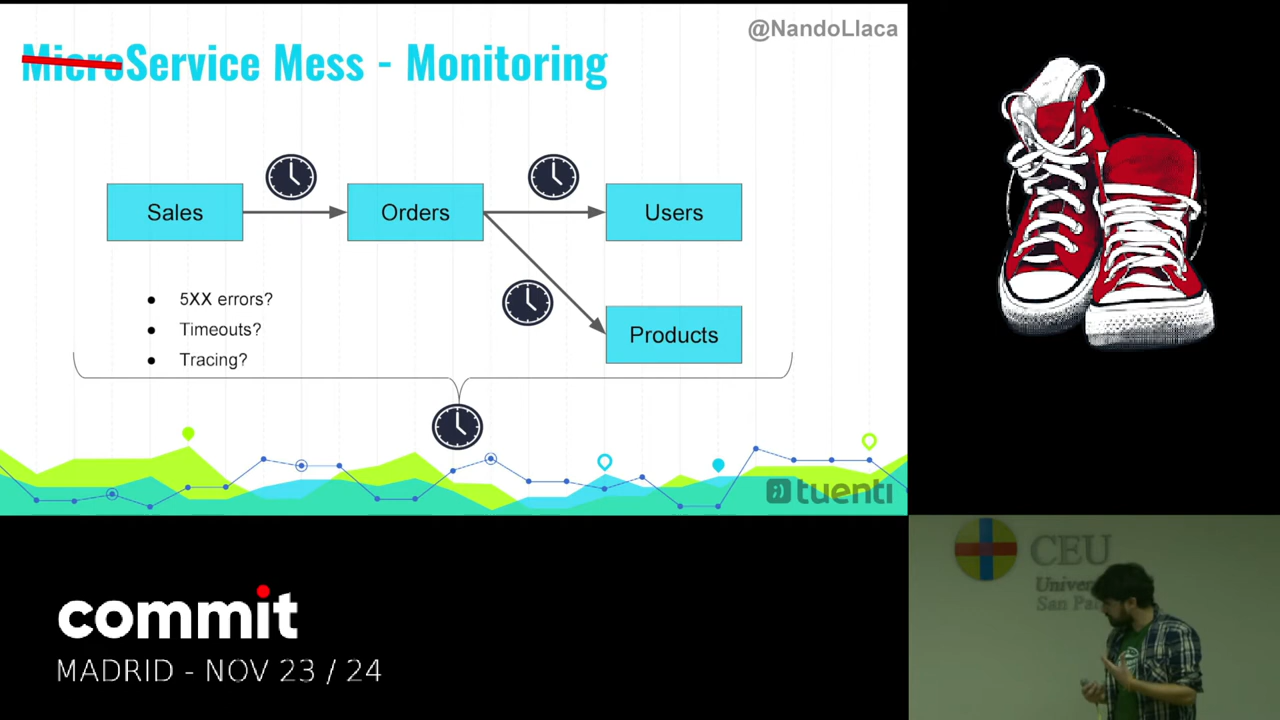 @NandoLlaca
MicroService Mess - Monitoring
Sales
Orders
Users
Products
● 5XX errors?
● Timeouts?
● Tracing?
tuenti
commit
MADRID - NOV 23 / 24
CEU
San